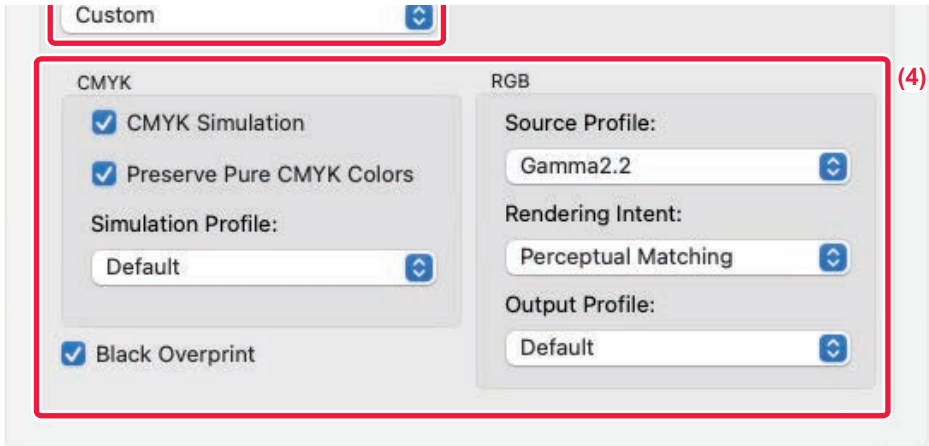 Custom
(4)
CMYK
CMYK Simulation
Preserve Pure CMYK Colors
Simulation Profile:
Default
Black Overprint
RGB
Source Profile:
Gamma2.2
Rendering Intent:
Perceptual Matching
Output Profile:
Default